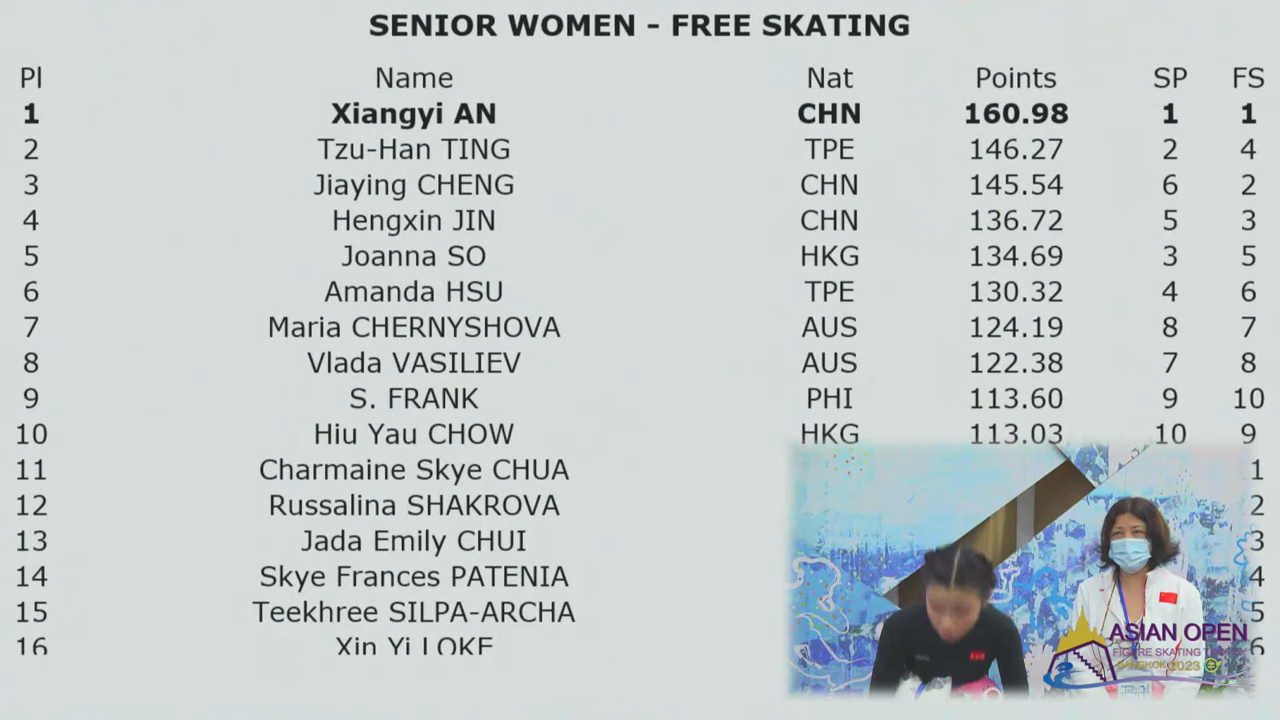 SENIOR WOMEN - FREE SKATING
Pl Name Nat Points SP FS
1 Xiangyi AN CHN 160.98 1 1
2 Tzu-Han TING TPE 146.27 2 4
3 Jiaying CHENG CHN 145.54 6 2
4 Hengxin JIN CHN 136.72 5 3
5 Joanna SO HKG 134.69 3 5
6 Amanda HSU TPE 130.32 4 6
7 Maria CHERNYSHOVA AUS 124.19 8 7
8 Vlada VASILIEV AUS 122.38 7 8
9 S. FRANK PHI 113.60 9 10
10 Hiu Yau CHOW HKG 113.03 10 9
11 Charmaine Skye CHUA 1
12 Russalina SHAKROVA 2
13 Jada Emily CHUI 3
14 Skye Frances PATENIA 4
15 Teekhree SILPA-ARCHA 5
16 Xin Yi LOKE 6
ASIAN OPEN
FIGURE SKATING
BANGKOK 2023